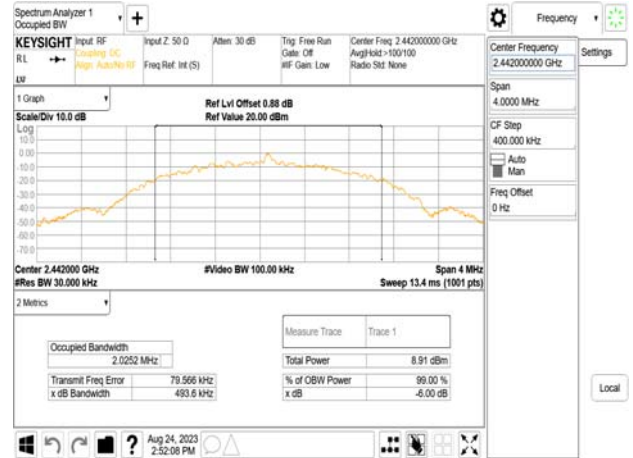 Spectrum Analyzer 1
Occupied BW
Frequency
KEYSIGHT
Input: RF
Input Z: 50 Ω
Atten: 30 dB
Trig: Free Run
Center Freq: 2.442000000 GHz
RL
Coupling: DC
Gate: Off
Avg|Hold:>100/100
Align: Auto/No RF
Freq Ref: Int (S)
#IF Gain: Low
Radio Std: None
Center Frequency
2.442000000 GHz
Settings
Span
4.0000 MHz
CF Step
400.000 kHz
Auto
Man
Freq Offset
0 Hz
1 Graph
Ref Lvl Offset 0.88 dB
Scale/Div 10.0 dB
Ref Value 20.00 dBm
Log
10.0
0.00
-10.0
-20.0
-30.0
-40.0
-50.0
-60.0
-70.0
Center 2.442000 GHz
#Video BW 100.00 kHz
Span 4 MHz
#Res BW 30.000 kHz
Sweep 13.4 ms (1001 pts)
2 Metrics
Measure Trace
Trace 1
Occupied Bandwidth
2.0252 MHz
Total Power
8.91 dBm
Transmit Freq Error
79.566 kHz
% of OBW Power
99.00 %
x dB Bandwidth
493.6 kHz
x dB
-6.00 dB
Local
?
Aug 24, 2023
2:52:08 PM